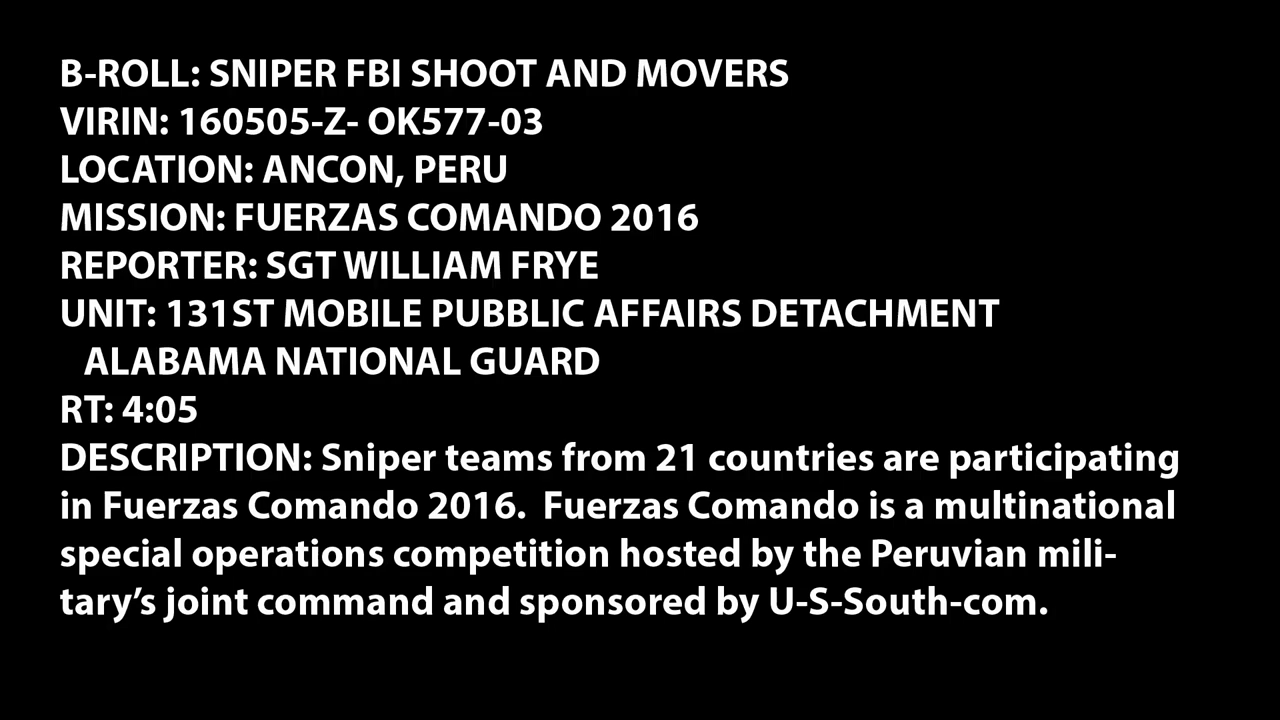 B-ROLL: SNIPER FBI SHOOT AND MOVERS
VIRIN: 160505-Z- OK577-03
LOCATION: ANCON, PERU
MISSION: FUERZAS COMANDO 2016
REPORTER: SGT WILLIAM FRYE
UNIT: 131ST MOBILE PUBBLIC AFFAIRS DETACHMENT
ALABAMA NATIONAL GUARD
RT: 4:05
DESCRIPTION: Sniper teams from 21 countries are participating
in Fuerzas Comando 2016.  Fuerzas Comando is a multinational
special operations competition hosted by the Peruvian mili-
tary’s joint command and sponsored by U-S-South-com.